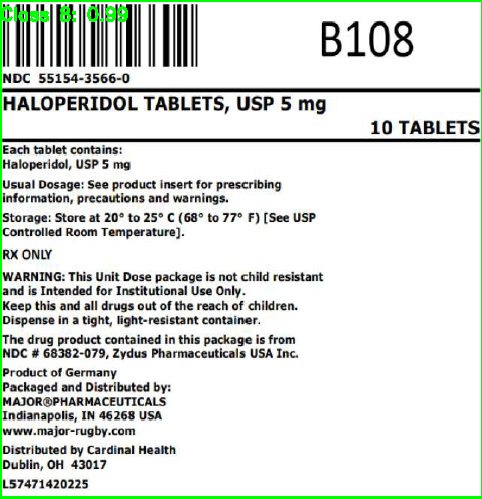 Class 8: 0.99
B108
NDC 55154-3566-0
HALOPERIDOL TABLETS, USP 5 mg
10 TABLETS
Each tablet contains:
Haloperidol, USP 5 mg
Usual Dosage: See product insert for prescribing
information, precautions and warnings.
Storage: Store at 20° to 25° C (68° to 77° F) [See USP
Controlled Room Temperature].
RX ONLY
WARNING: This Unit Dose package is not child resistant
and is Intended for Institutional Use Only.
Keep this and all drugs out of the reach of children.
Dispense in a tight, light-resistant container.
The drug product contained in this package is from
NDC # 68382-079, Zydus Pharmaceuticals USA Inc.
Product of Germany
Packaged and Distributed by:
MAJOR®PHARMACEUTICALS
Indianapolis, IN 46268 USA
www.major-rugby.com
Distributed by Cardinal Health
Dublin, OH 43017
L57471420225